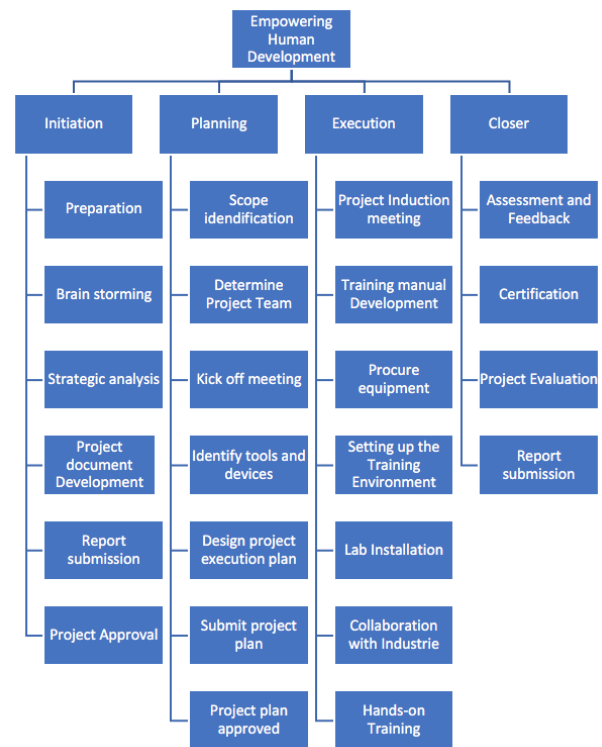 Empowering
Human
Development
Initiation
Planning
Execution
Closer
Preparation
Brain storming
Strategic analysis
Project
document
Development
Report
submission
Project Approval
Scope
idendification
Determine
Project Team
Kick off meeting
Identify tools and
devices
Design project
execution plan
Submit project
plan
Project plan
approved
Project Induction
meeting
Training manual
Development
Procure
equipment
Setting up the
Training
Environment
Lab Installation
Collaboration
with Industrie
Hands-on
Training
Assessment and
Feedback
Certification
Project Evaluation
Report
submission